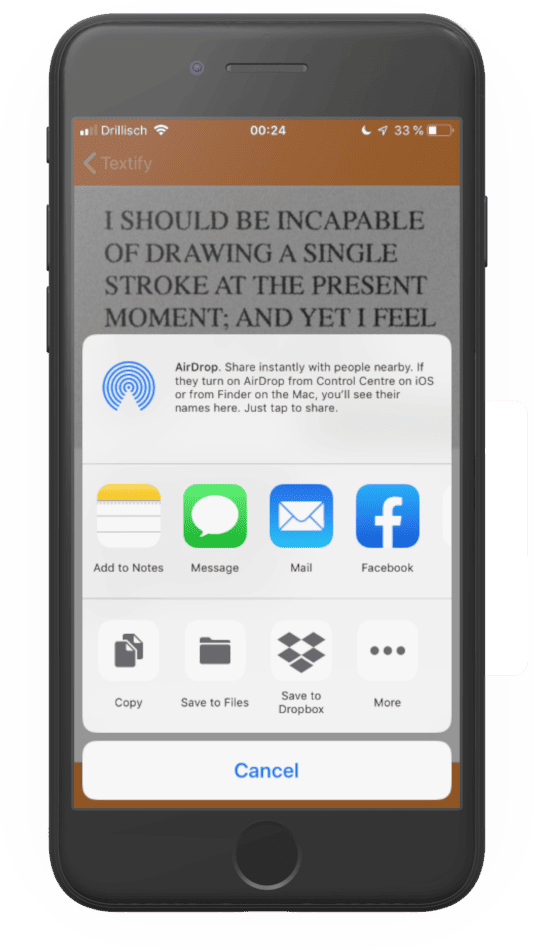 Drillisch 00:24 33 %
Textify
I SHOULD BE INCAPABLE
OF DRAWING A SINGLE
STROKE AT THE PRESENT
MOMENT; AND YET I FEEL
AirDrop. Share instantly with people nearby. If
they turn on AirDrop from Control Centre on iOS
or from Finder on the Mac, you'll see their
names here. Just tap to share.
Add to Notes Message Mail Facebook
Copy Save to Files Save to
Dropbox More
Cancel